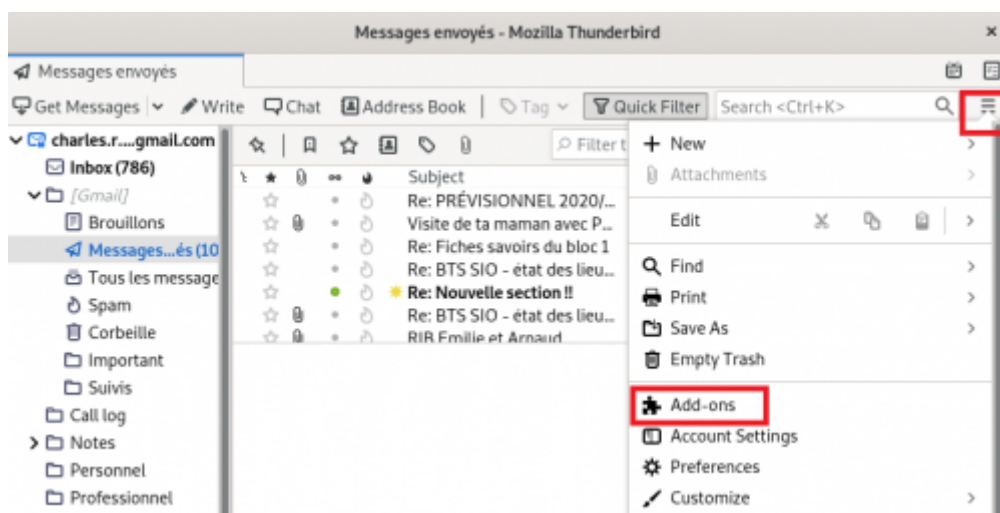 Messages envoyés - Mozilla Thunderbird
Messages envoyés
Get Messages Write Chat Address Book Tag Quick Filter Search <Ctrl+K>
charles.r....gmail.com
Inbox (786)
[Gmail]
Brouillons
Messages...és (10
Tous les message
Spam
Corbeille
Important
Suivis
Call log
Notes
Personnel
Professionnel
Filter t
Subject
Re: PRÉVISIONNEL 2020/...
Visite de ta maman avec P...
Re: Fiches savoirs du bloc 1
Re: BTS SIO - état des lieu...
Re: Nouvelle section !!
Re: BTS SIO - état des lieu...
RIB Emilie et Arnaud
New
Attachments
Edit
Find
Print
Save As
Empty Trash
Add-ons
Account Settings
Preferences
Customize